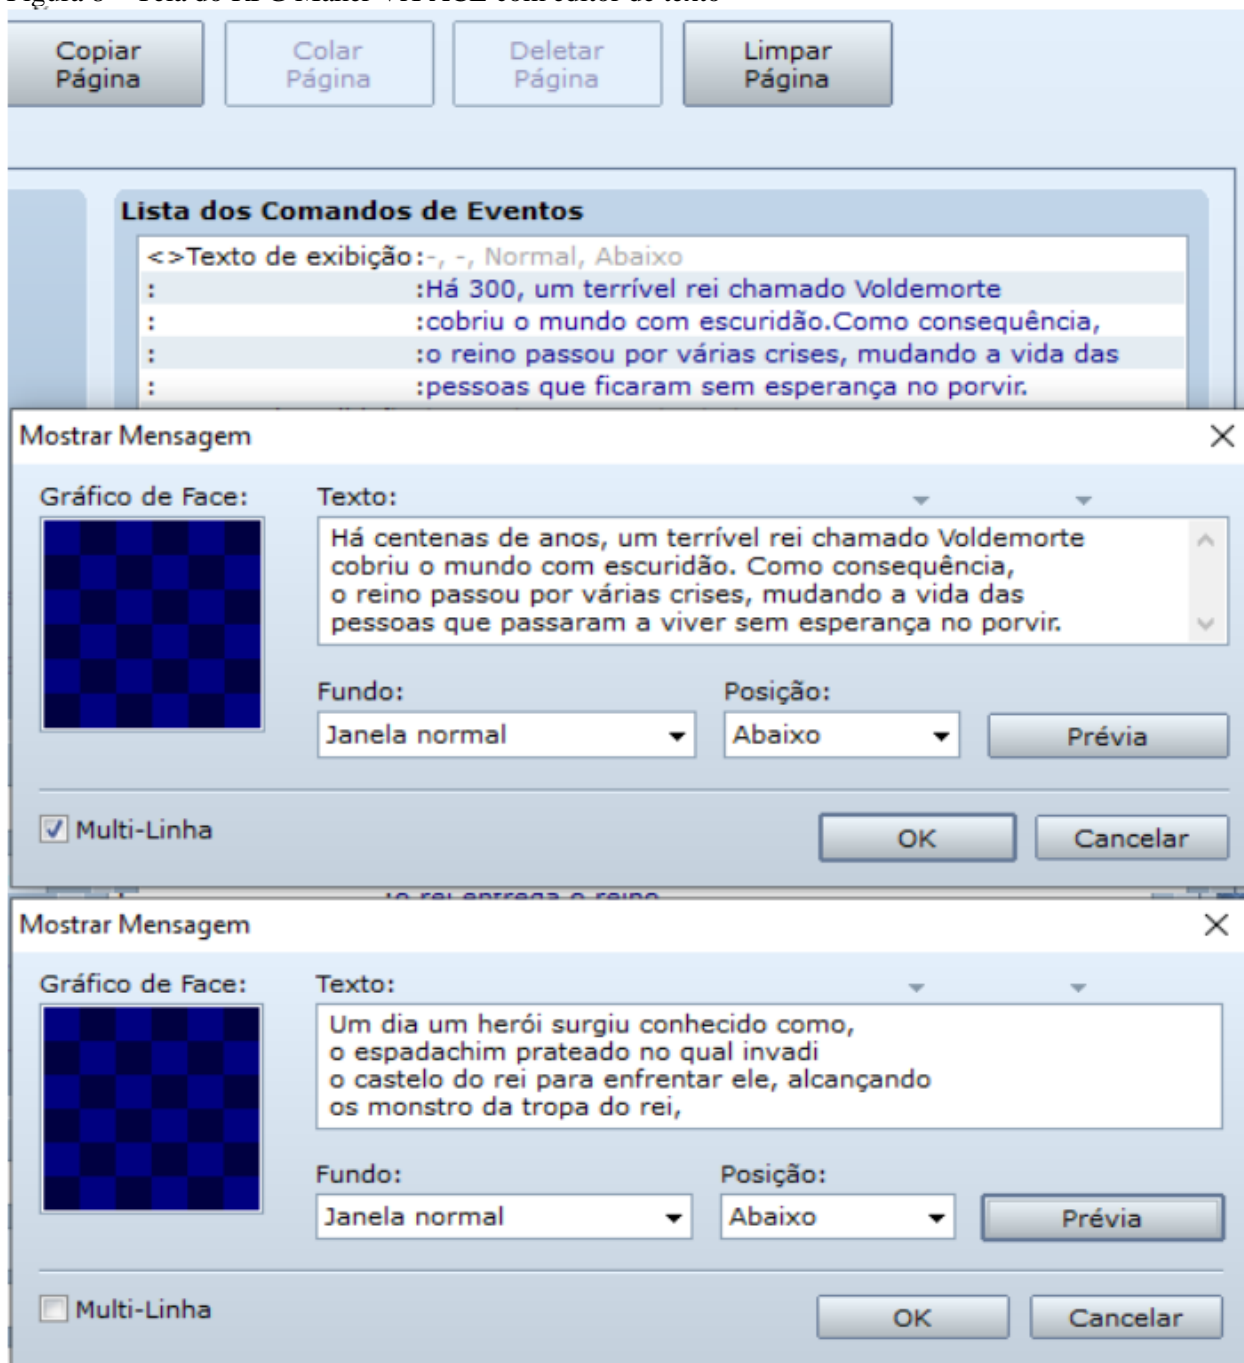 Copiar Página
Colar Página
Deletar Página
Limpar Página
Lista dos Comandos de Eventos
<>Texto de exibição:-, -, Normal, Abaixo
: :Há 300, um terrível rei chamado Voldemorte
: :cobriu o mundo com escuridão.Como consequência,
: :o reino passou por várias crises, mudando a vida das
: :pessoas que ficaram sem esperança no porvir.
Mostrar Mensagem
Gráfico de Face:
Texto:
Há centenas de anos, um terrível rei chamado Voldemorte
cobriu o mundo com escuridão. Como consequência,
o reino passou por várias crises, mudando a vida das
pessoas que passaram a viver sem esperança no porvir.
Fundo:
Posição:
Janela normal
Abaixo
Prévia
Multi-Linha
OK
Cancelar
:o rei entrega o reino
Mostrar Mensagem
Gráfico de Face:
Texto:
Um dia um herói surgiu conhecido como,
o espadachim prateado no qual invadi
o castelo do rei para enfrentar ele, alcançando
os monstro da tropa do rei,
Fundo:
Posição:
Janela normal
Abaixo
Prévia
Multi-Linha
OK
Cancelar